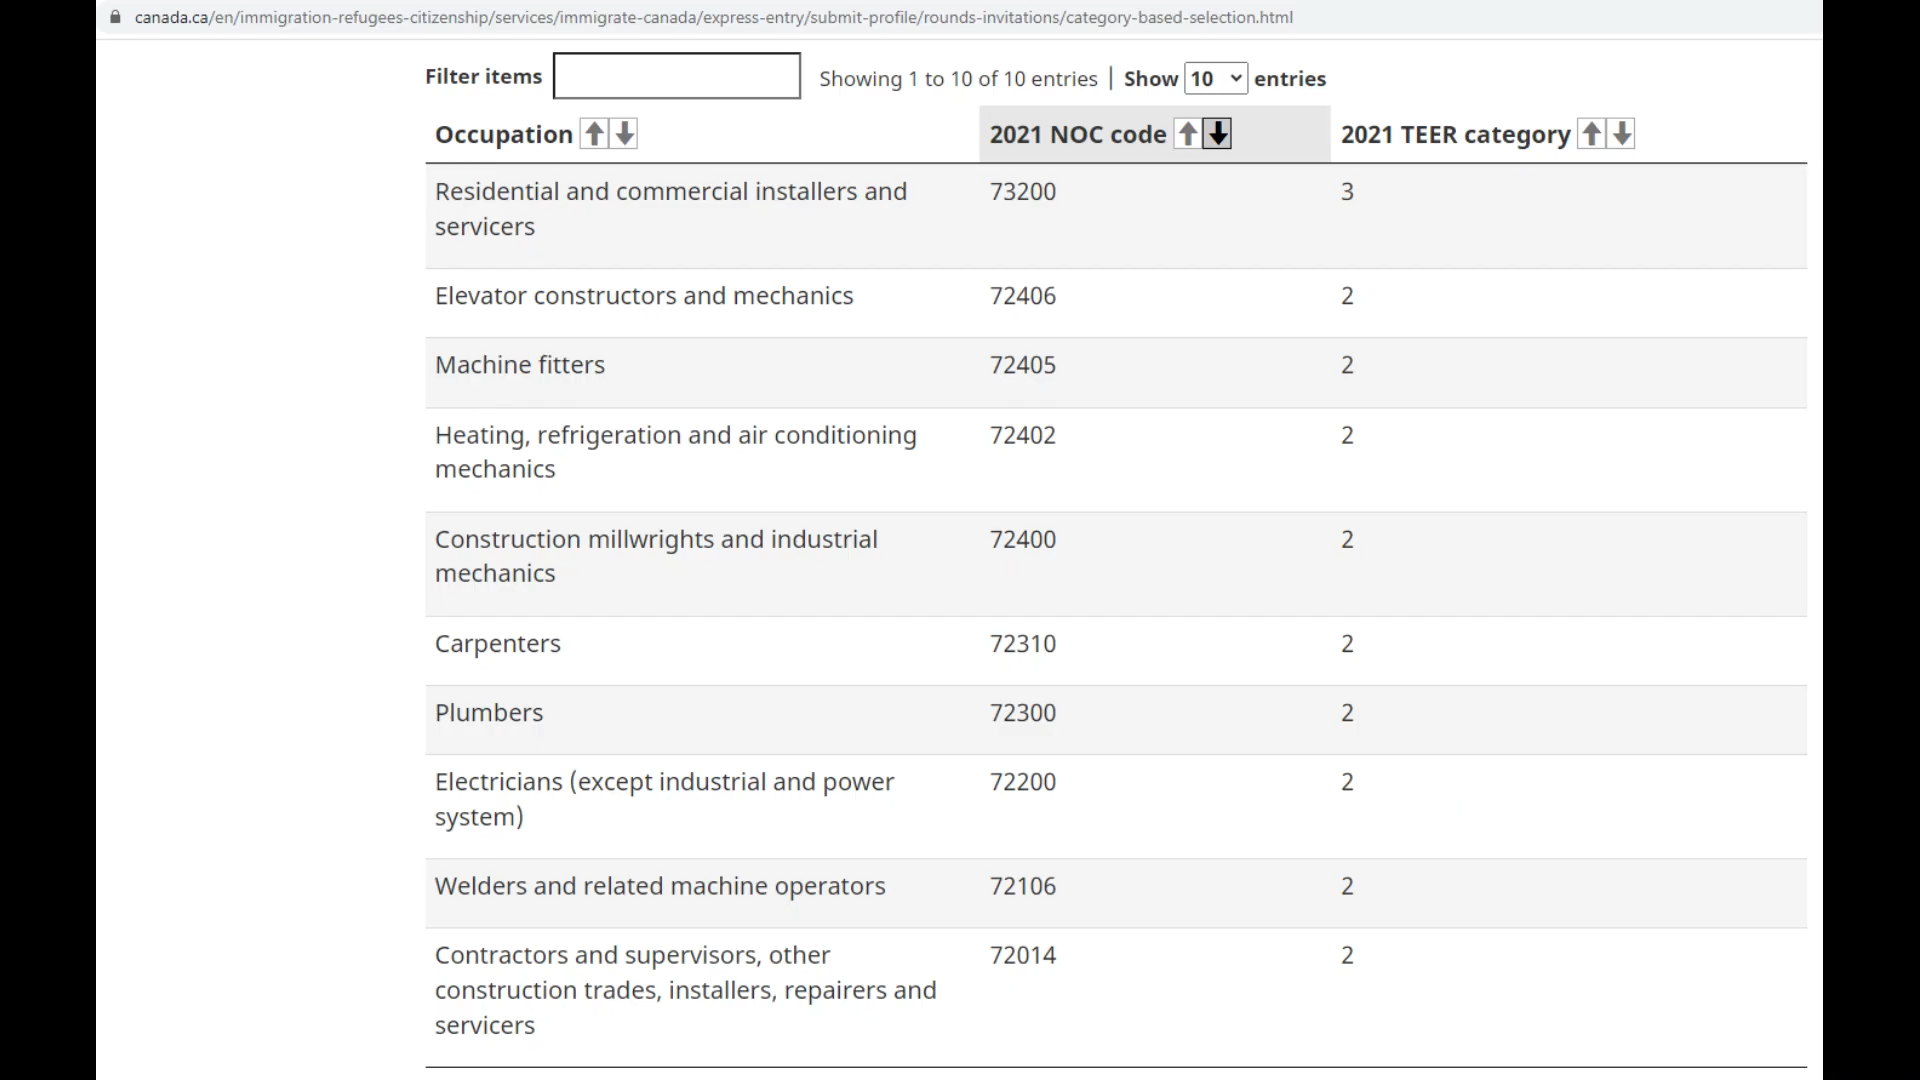 canada.ca/en/immigration-refugees-citizenship/services/immigrate-canada/express-entry/submit-profile/rounds-invitations/category-based-selection.html
Filter items Showing 1 to 10 of 10 entries | Show 10 entries
Occupation 2021 NOC code 2021 TEER category
Residential and commercial installers and 73200 3
servicers
Elevator constructors and mechanics 72406 2
Machine fitters 72405 2
Heating, refrigeration and air conditioning 72402 2
mechanics
Construction millwrights and industrial 72400 2
mechanics
Carpenters 72310 2
Plumbers 72300 2
Electricians (except industrial and power 72200 2
system)
Welders and related machine operators 72106 2
Contractors and supervisors, other 72014 2
construction trades, installers, repairers and
servicers